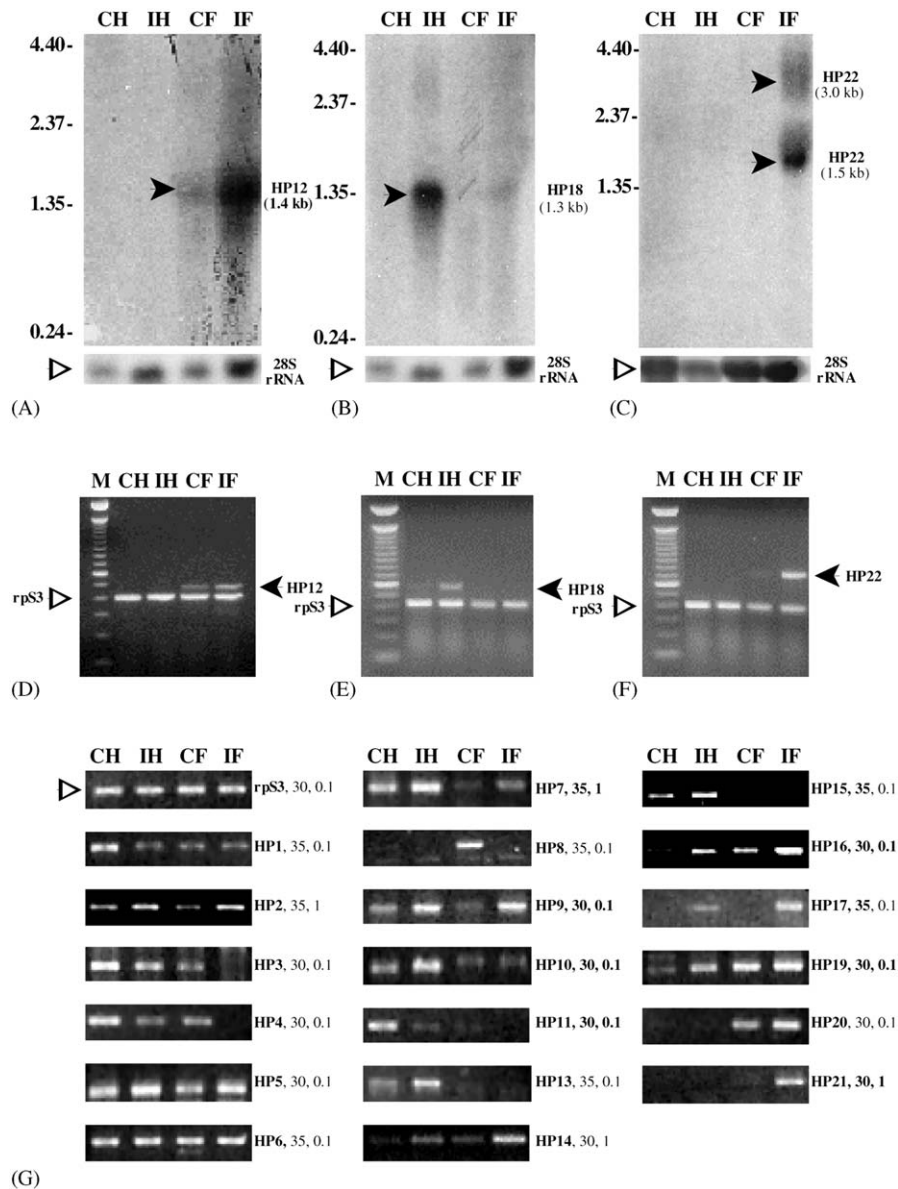 CH IH CF IF
4.40-
2.37-
1.35-
0.24-
HP12
(1.4 kb)
28S
rRNA
(A)
CH IH CF IF
4.40-
2.37-
1.35-
0.24-
HP18
(1.3 kb)
28S
rRNA
(B)
CH IH CF IF
4.40-
2.37-
1.35-
HP22
(3.0 kb)
HP22
(1.5 kb)
28S
rRNA
(C)
M CH IH CF IF
rpS3
HP12
(D)
M CH IH CF IF
rpS3
HP18
(E)
M CH IH CF IF
rpS3
HP22
(F)
CH IH CF IF
rpS3, 30, 0.1
HP1, 35, 0.1
HP2, 35, 1
HP3, 30, 0.1
HP4, 30, 0.1
HP5, 30, 0.1
HP6, 35, 0.1
CH IH CF IF
HP7, 35, 1
HP8, 35, 0.1
HP9, 30, 0.1
HP10, 30, 0.1
HP11, 30, 0.1
HP13, 35, 0.1
HP14, 30, 1
CH IH CF IF
HP15, 35, 0.1
HP16, 30, 0.1
HP17, 35, 0.1
HP19, 30, 0.1
HP20, 30, 0.1
HP21, 30, 1
(G)